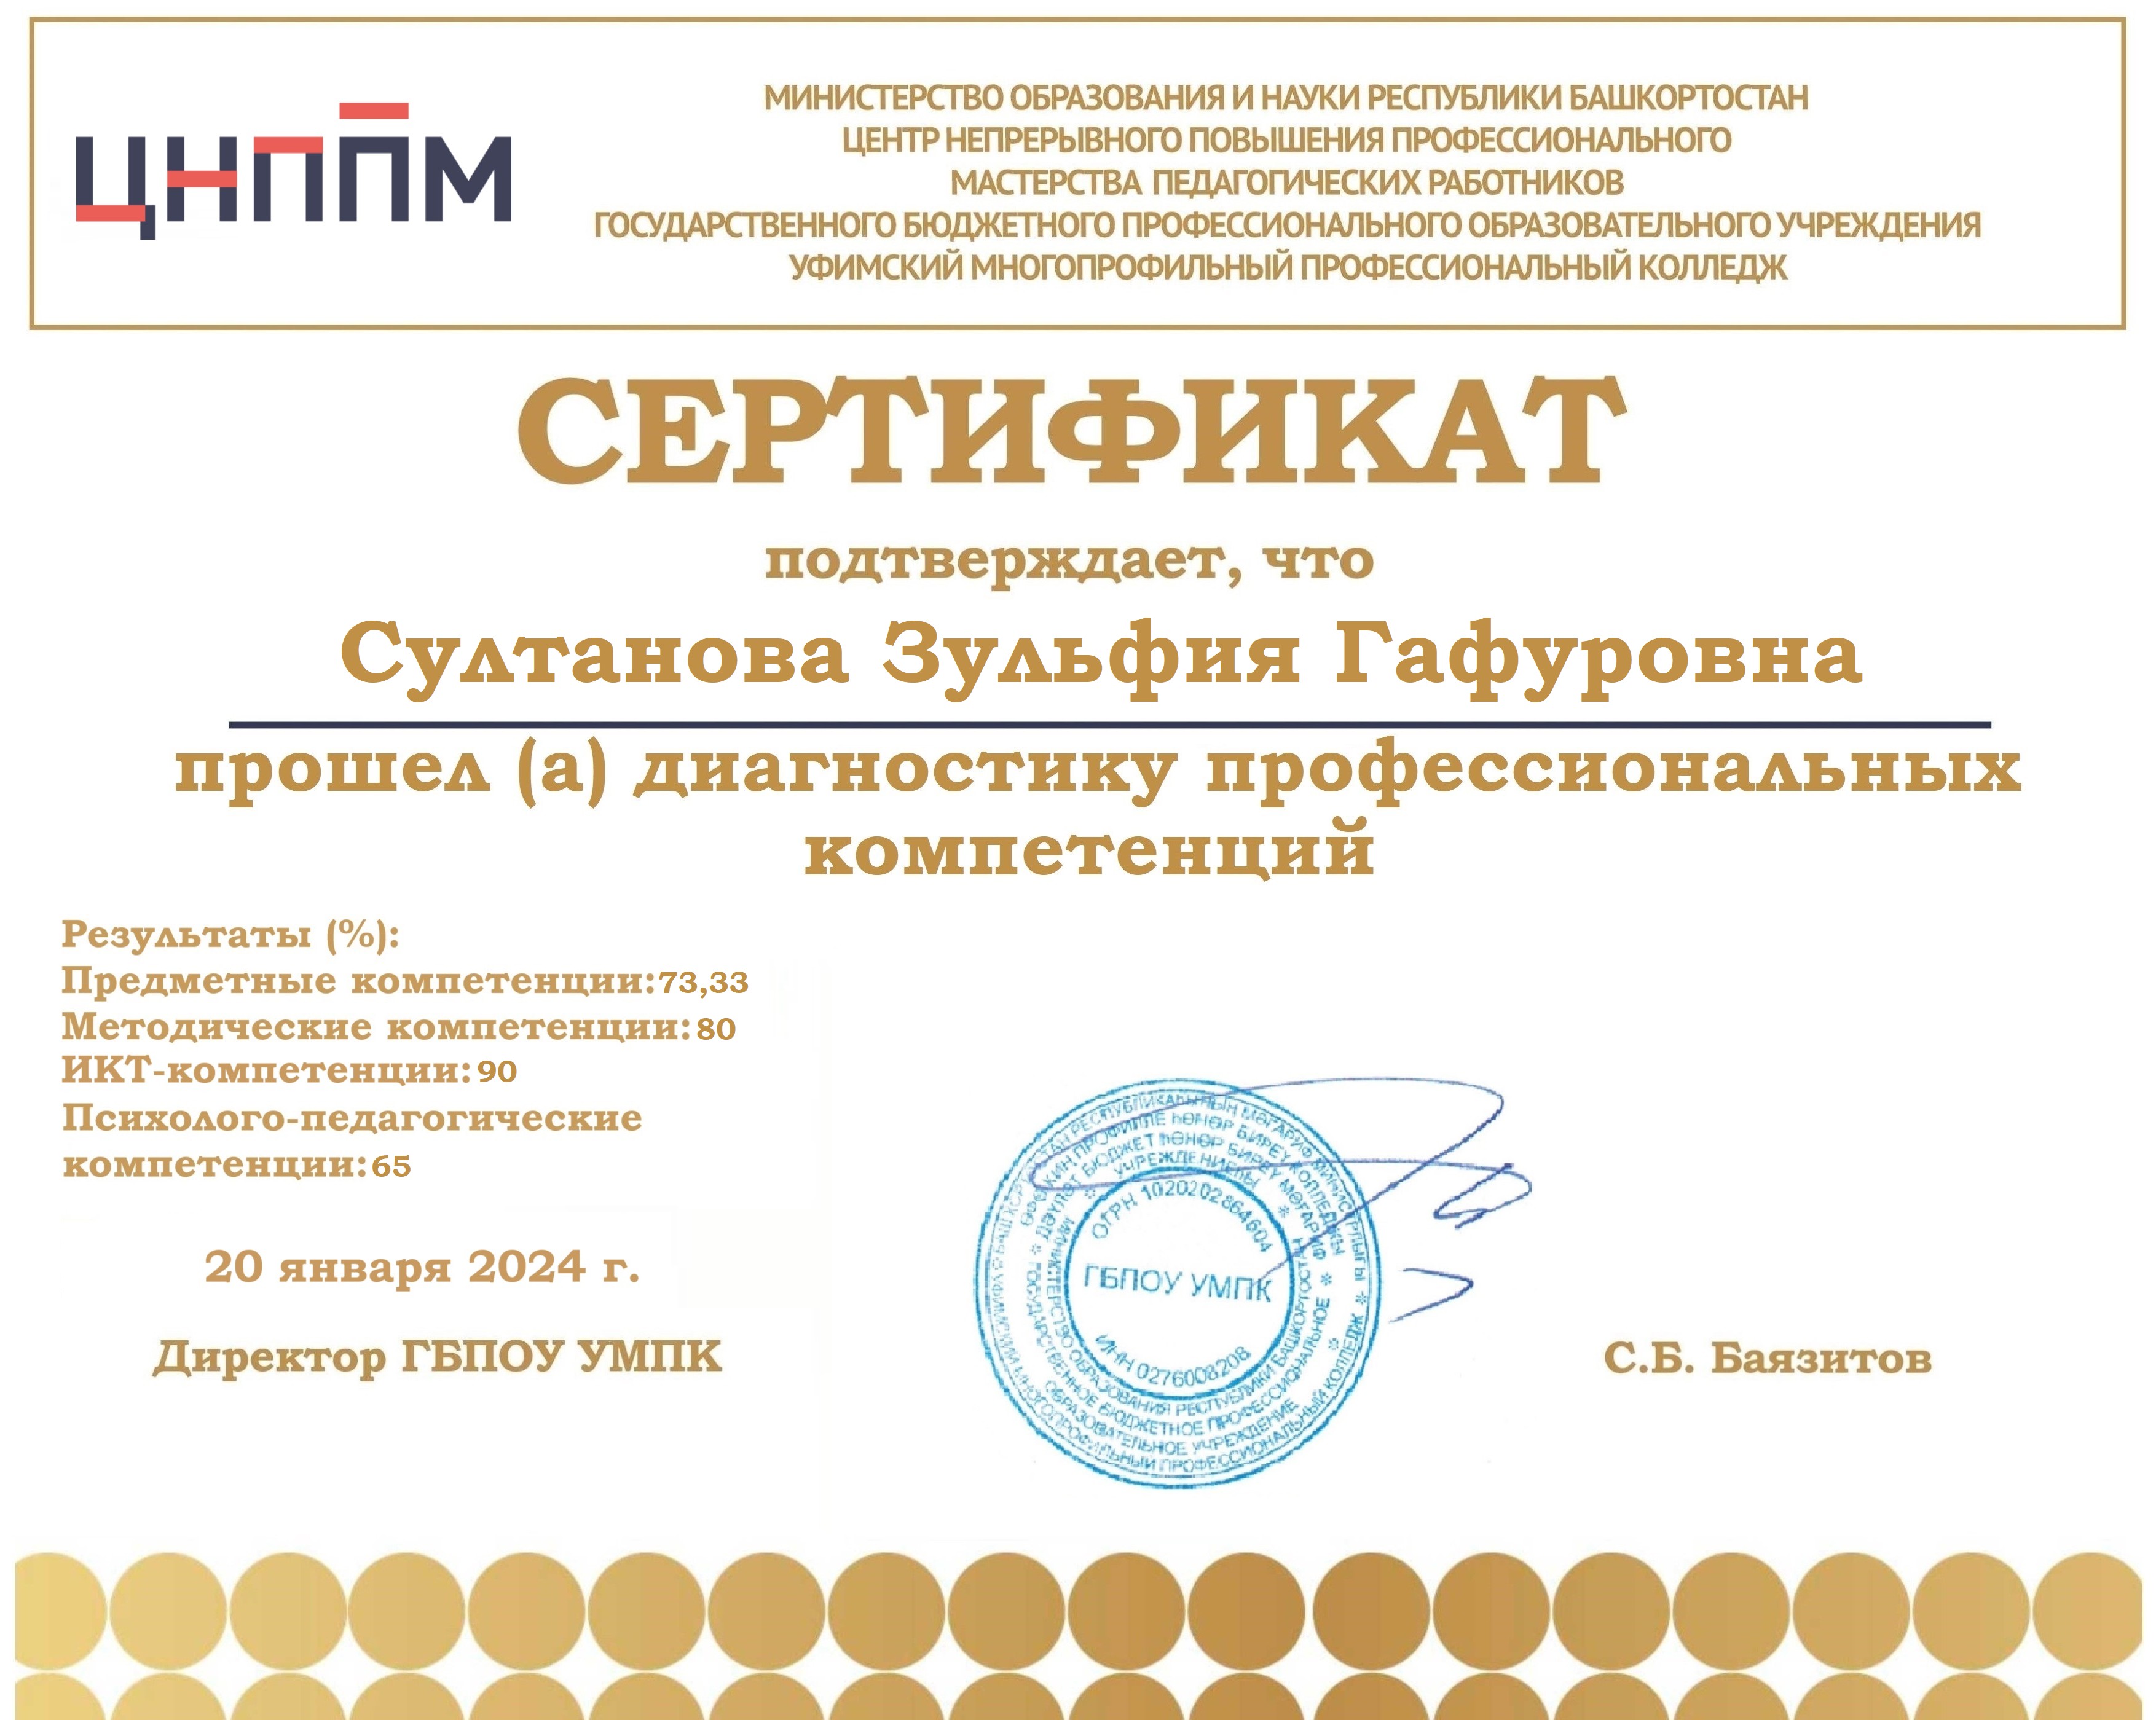 ЦНППМ
МИНИСТЕРСТВО ОБРАЗОВАНИЯ И НАУКИ РЕСПУБЛИКИ БАШКОРТОСТАН
ЦЕНТР НЕПРЕРЫВНОГО ПОВЫШЕНИЯ ПРОФЕССИОНАЛЬНОГО
МАСТЕРСТВА ПЕДАГОГИЧЕСКИХ РАБОТНИКОВ
ГОСУДАРСТВЕННОГО БЮДЖЕТНОГО ПРОФЕССИОНАЛЬНОГО ОБРАЗОВАТЕЛЬНОГО УЧРЕЖДЕНИЯ
УФИМСКИЙ МНОГОПРОФИЛЬНЫЙ ПРОФЕССИОНАЛЬНЫЙ КОЛЛЕДЖ
СЕРТИФИКАТ
подтверждает, что
Султанова Зульфия Гафуровна
прошел (а) диагностику профессиональных
компетенций
Результаты (%):
Предметные компетенции:73,33
Методические компетенции:80
ИКТ-компетенции:90
Психолого-педагогические
компетенции:65
20 января 2024 г.
Директор ГБПОУ УМПК
С.Б. Баязитов
ОГРН 1020202864604
ГБПОУ УМПК
ИНН 0276008208
МИНИСТЕРСТВО ОБРАЗОВАНИЯ РЕСПУБЛИКИ БАШКОРТОСТАН
ГОСУДАРСТВЕННОЕ БЮДЖЕТНОЕ ПРОФЕССИОНАЛЬНОЕ
ОБРАЗОВАТЕЛЬНОЕ УЧРЕЖДЕНИЕ
УФИМСКИЙ МНОГОПРОФИЛЬНЫЙ ПРОФЕССИОНАЛЬНЫЙ КОЛЛЕДЖ